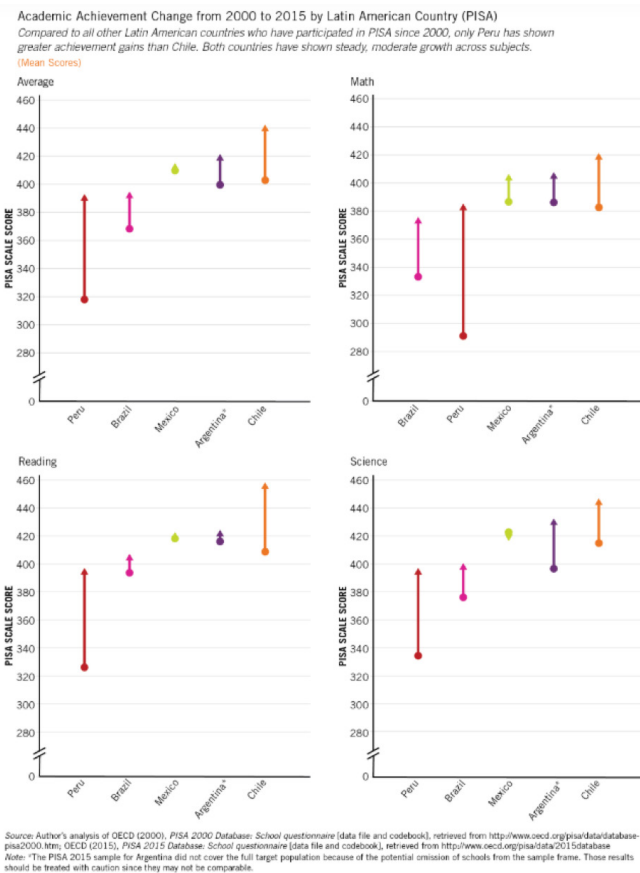 Academic Achievement Change from 2000 to 2015 by Latin American Country (PISA)
Compared to all other Latin American countries who have participated in PISA since 2000, only Peru has shown
greater achievement gains than Chile. Both countries have shown steady, moderate growth across subjects.
(Mean Scores)
Average
PISA SCALE SCORE
460
440
420
400
380
360
340
320
300
280
0
Peru
Brazil
Mexico
Argentina*
Chile
Math
PISA SCALE SCORE
460
440
420
400
380
360
340
320
300
280
0
Brazil
Peru
Mexico
Argentina*
Chile
Reading
PISA SCALE SCORE
460
440
420
400
380
360
340
320
300
280
0
Peru
Brazil
Mexico
Argentina*
Chile
Science
PISA SCALE SCORE
460
440
420
400
380
360
340
320
300
280
0
Peru
Brazil
Mexico
Argentina*
Chile
Source: Author's analysis of OECD (2000), PISA 2000 Database: School questionnaire [data file and codebook], retrieved from http://www.oecd.org/pisa/data/database-
pisa2000.htm; OECD (2015), PISA 2015 Database: School questionnaire [data file and codebook], retrieved from http://www.oecd.org/pisa/data/2015database
Note: *The PISA 2015 sample for Argentina did not cover the full target population because of the potential omission of schools from the sample frame. Those results
should be treated with caution since they may not be comparable.